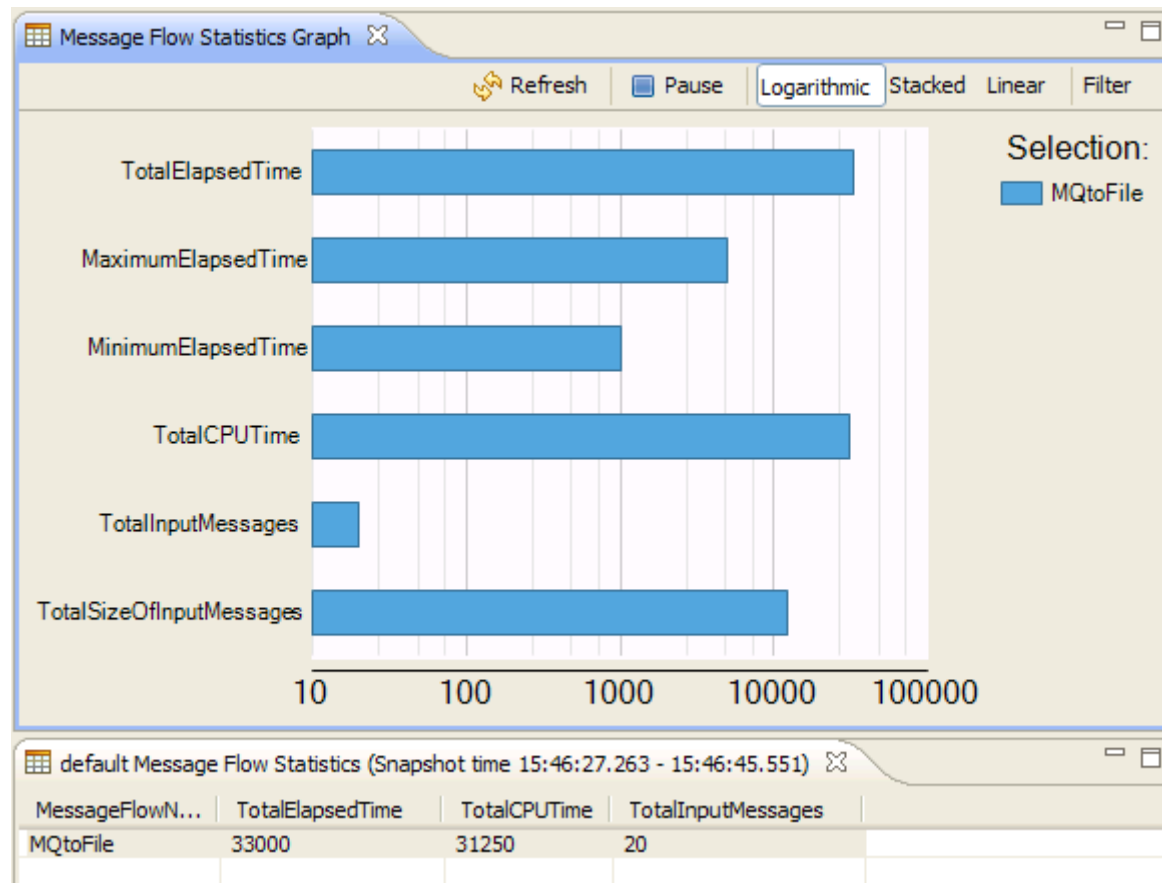 Message Flow Statistics Graph
Refresh Pause Logarithmic Stacked Linear Filter
Selection:
MQtoFile
TotalElapsedTime
MaximumElapsedTime
MinimumElapsedTime
TotalCPUTime
TotalInputMessages
TotalSizeOfInputMessages
10 100 1000 10000 100000
default Message Flow Statistics (Snapshot time 15:46:27.263 - 15:46:45.551)
MessageFlowN... TotalElapsedTime TotalCPUTime TotalInputMessages
MQtoFile 33000 31250 20